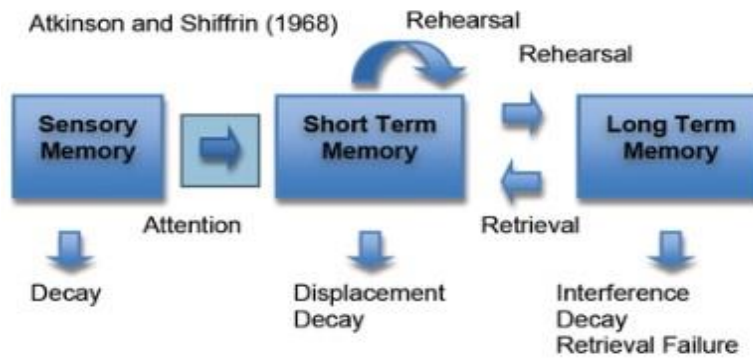 Atkinson and Shiffrin (1968)
Rehearsal
Rehearsal
Sensory
Memory
Short Term
Memory
Long Term
Memory
Attention
Retrieval
Decay
Displacement
Decay
Interference
Decay
Retrieval Failure